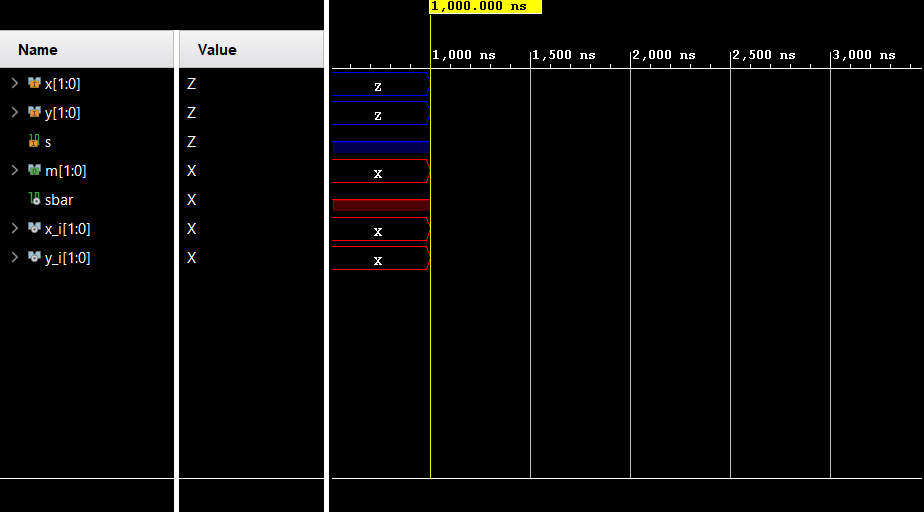 1,000.000 ns
Name Value
1,000 ns 1,500 ns 2,000 ns 2,500 ns 3,000 ns
x[1:0] Z Z
y[1:0] Z Z
s Z
m[1:0] X X
sbar X
x_i[1:0] X X
y_i[1:0] X X